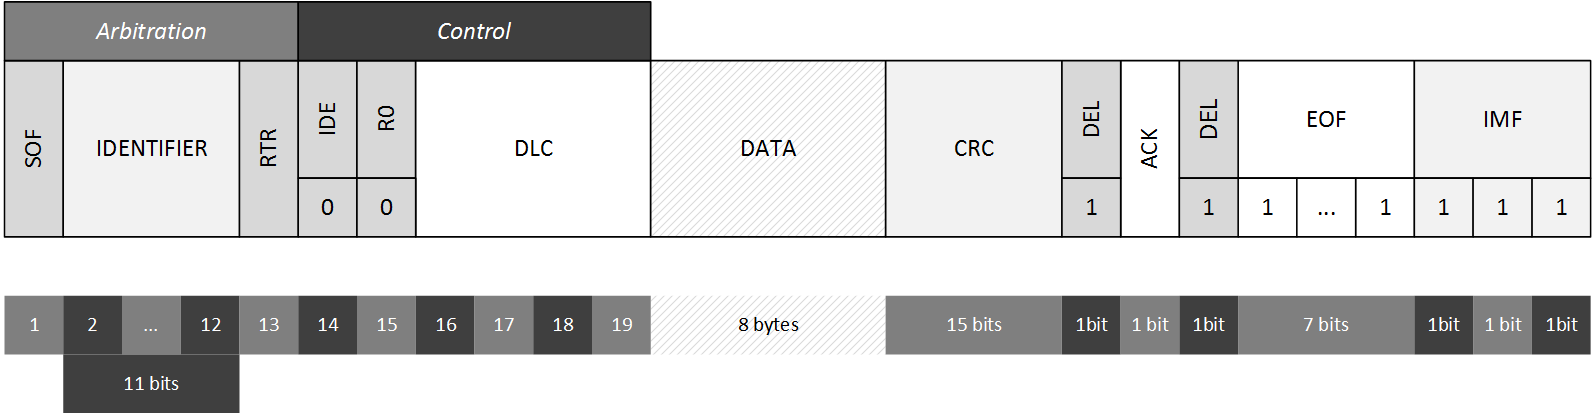 Arbitration Control
SOF IDENTIFIER RTR IDE R0 DLC DATA CRC DEL ACK DEL EOF IMF
0 0 1 1 1 ... 1 1 1 1
1 2 ... 12 13 14 15 16 17 18 19 8 bytes 15 bits 1bit 1 bit 1bit 7 bits 1bit 1 bit 1bit
11 bits